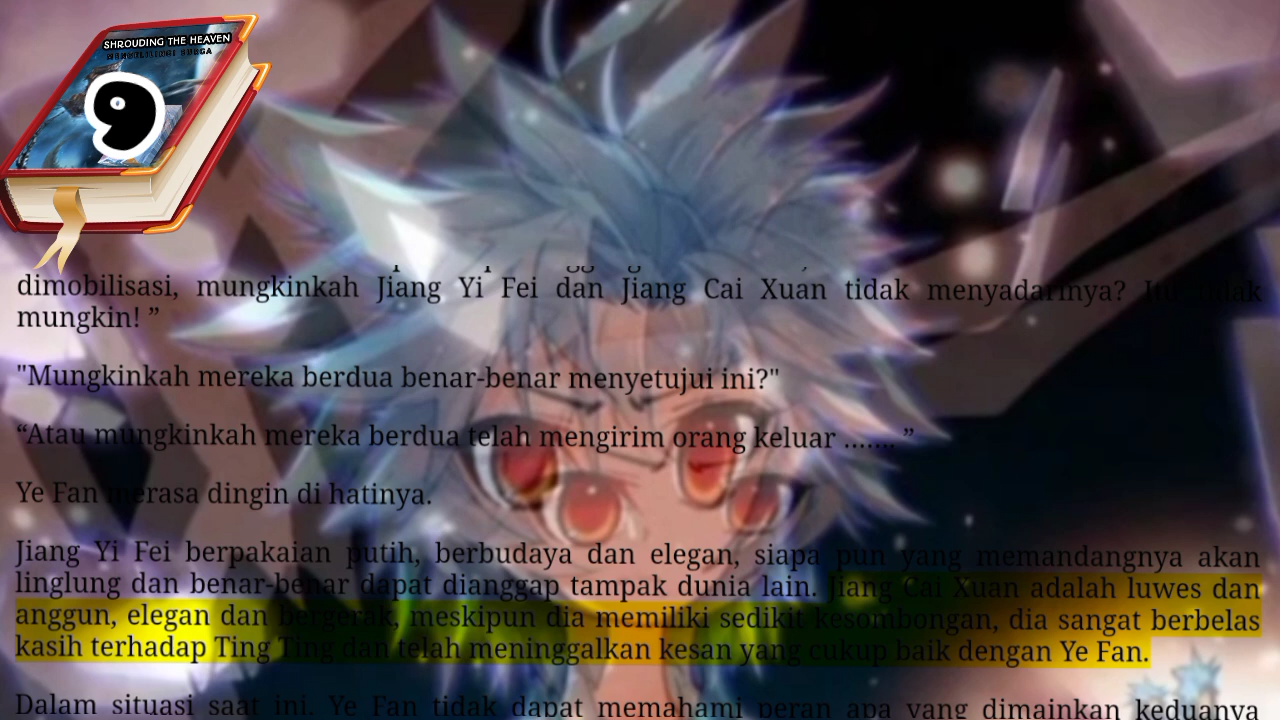 SHROUDING THE HEAVEN
9
dimobilisasi, mungkinkah Jiang Yi Fei dan Jiang Cai Xuan tidak menyadarinya? Itu tidak
mungkin! ”
"Mungkinkah mereka berdua benar-benar menyetujui ini?"
“Atau mungkinkah mereka berdua telah mengirim orang keluar ……. ”
Ye Fan merasa dingin di hatinya.
Jiang Yi Fei berpakaian putih, berbudaya dan elegan, siapa pun yang memandangnya akan
linglung dan benar-benar dapat dianggap tampak dunia lain. Jiang Cai Xuan adalah luwes dan
anggun, elegan dan bergerak, meskipun dia memiliki sedikit kesombongan, dia sangat berbelas
kasih terhadap Ting Ting dan telah meninggalkan kesan yang cukup baik dengan Ye Fan.
Dalam situasi saat ini, Ye Fan tidak dapat memahami peran apa yang dimainkan keduanya